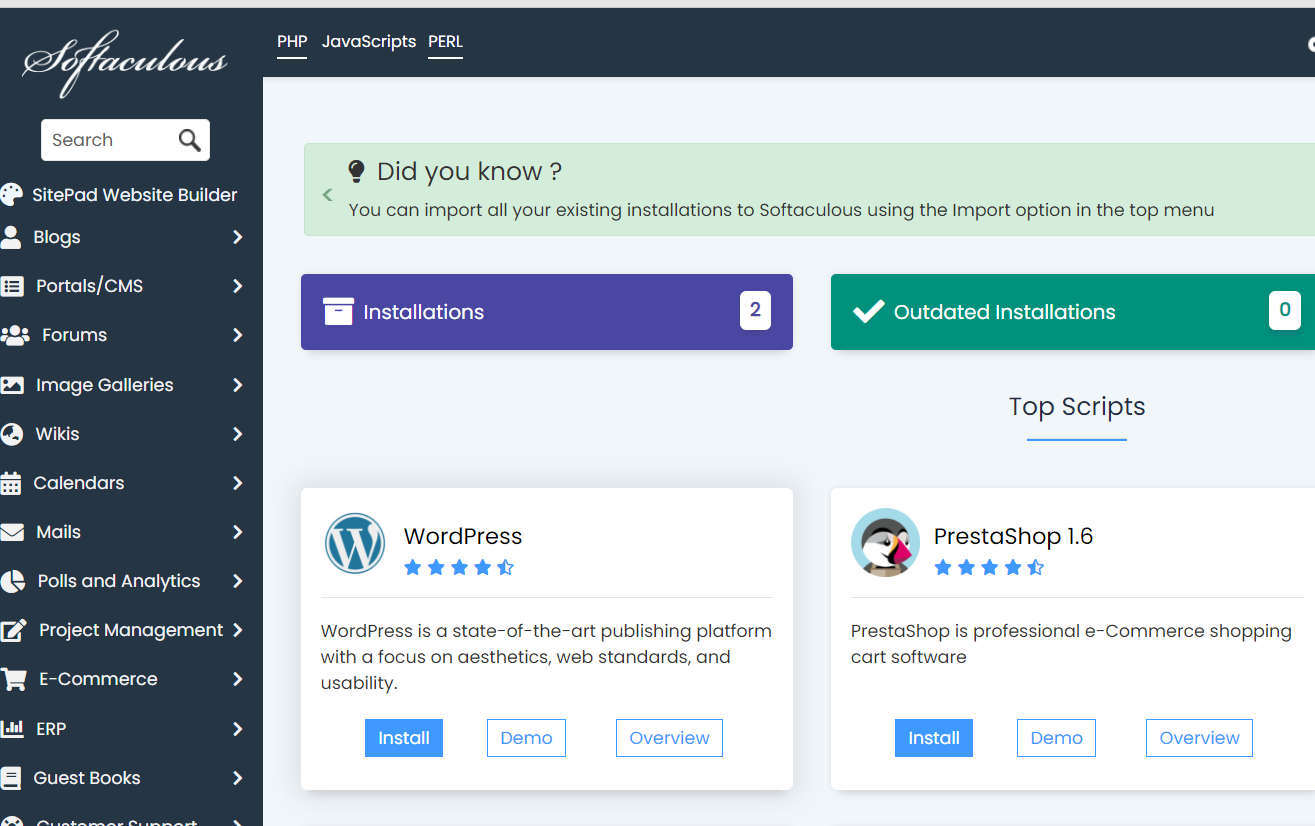 Softaculous
PHP JavaScripts PERL
Search
SitePad Website Builder
Blogs
Portals/CMS
Forums
Image Galleries
Wikis
Calendars
Mails
Polls and Analytics
Project Management
E-Commerce
ERP
Guest Books
Customer Support
Did you know ?
You can import all your existing installations to Softaculous using the Import option in the top menu
Installations 2
Outdated Installations 0
Top Scripts
WordPress
WordPress is a state-of-the-art publishing platform
with a focus on aesthetics, web standards, and
usability.
Install Demo Overview
PrestaShop 1.6
PrestaShop is professional e-Commerce shopping
cart software
Install Demo Overview